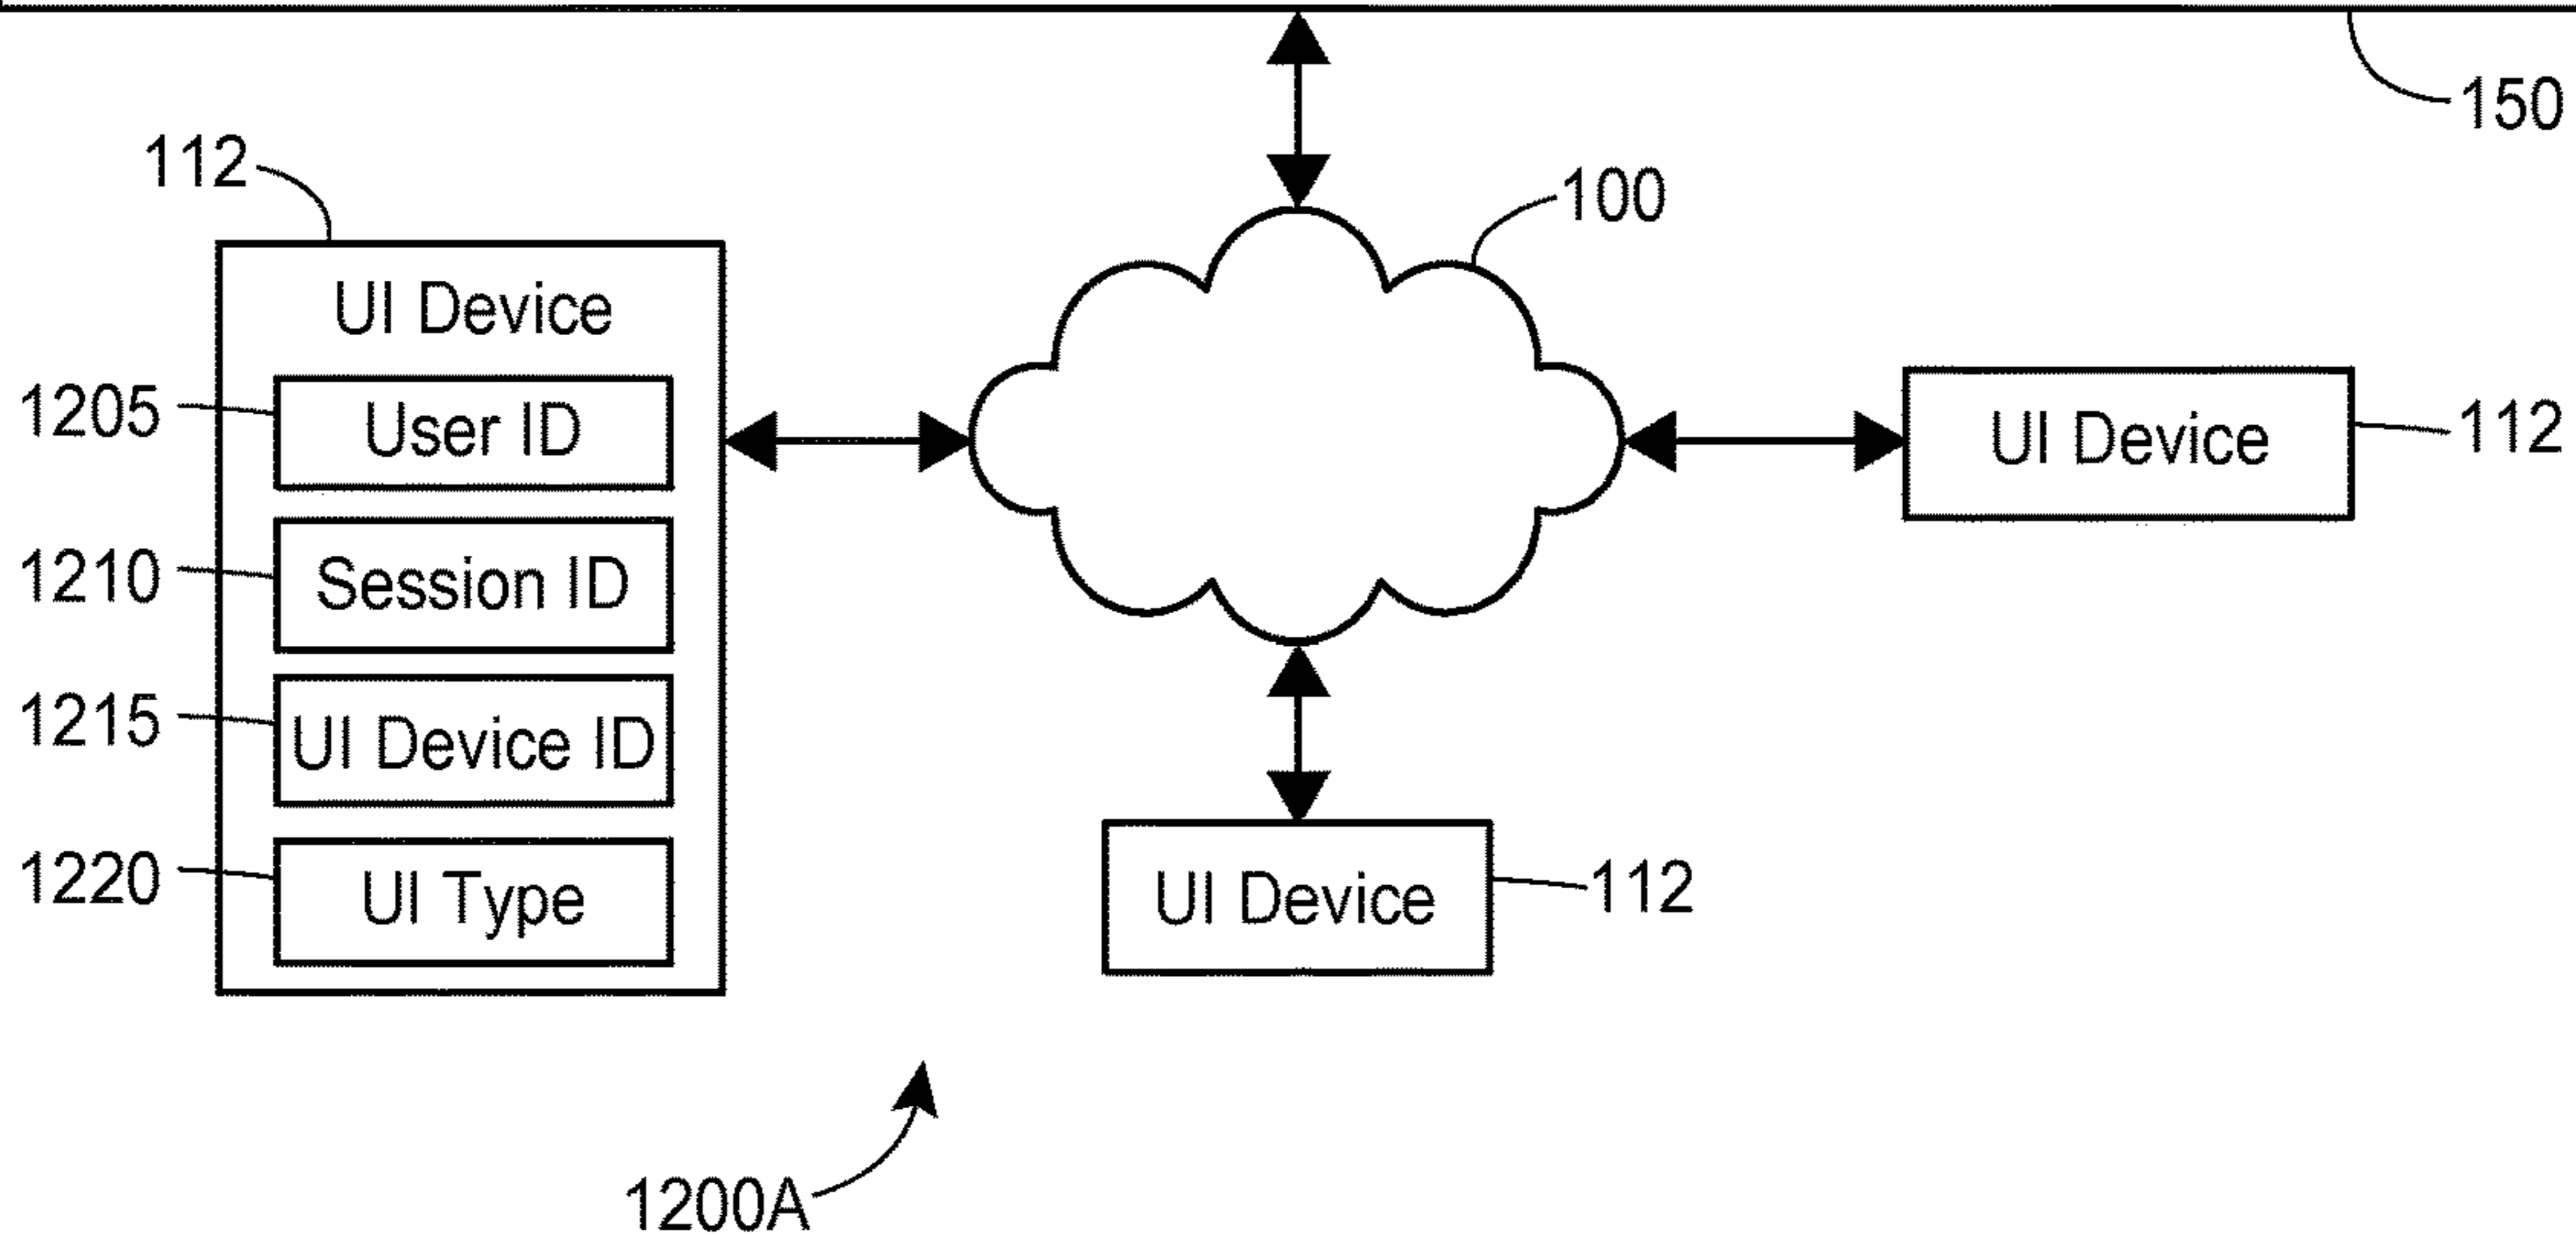 150
112
100
UI Device
1205
User ID
UI Device
112
1210
Session ID
1215
UI Device ID
1220
UI Type
UI Device
112
1200A